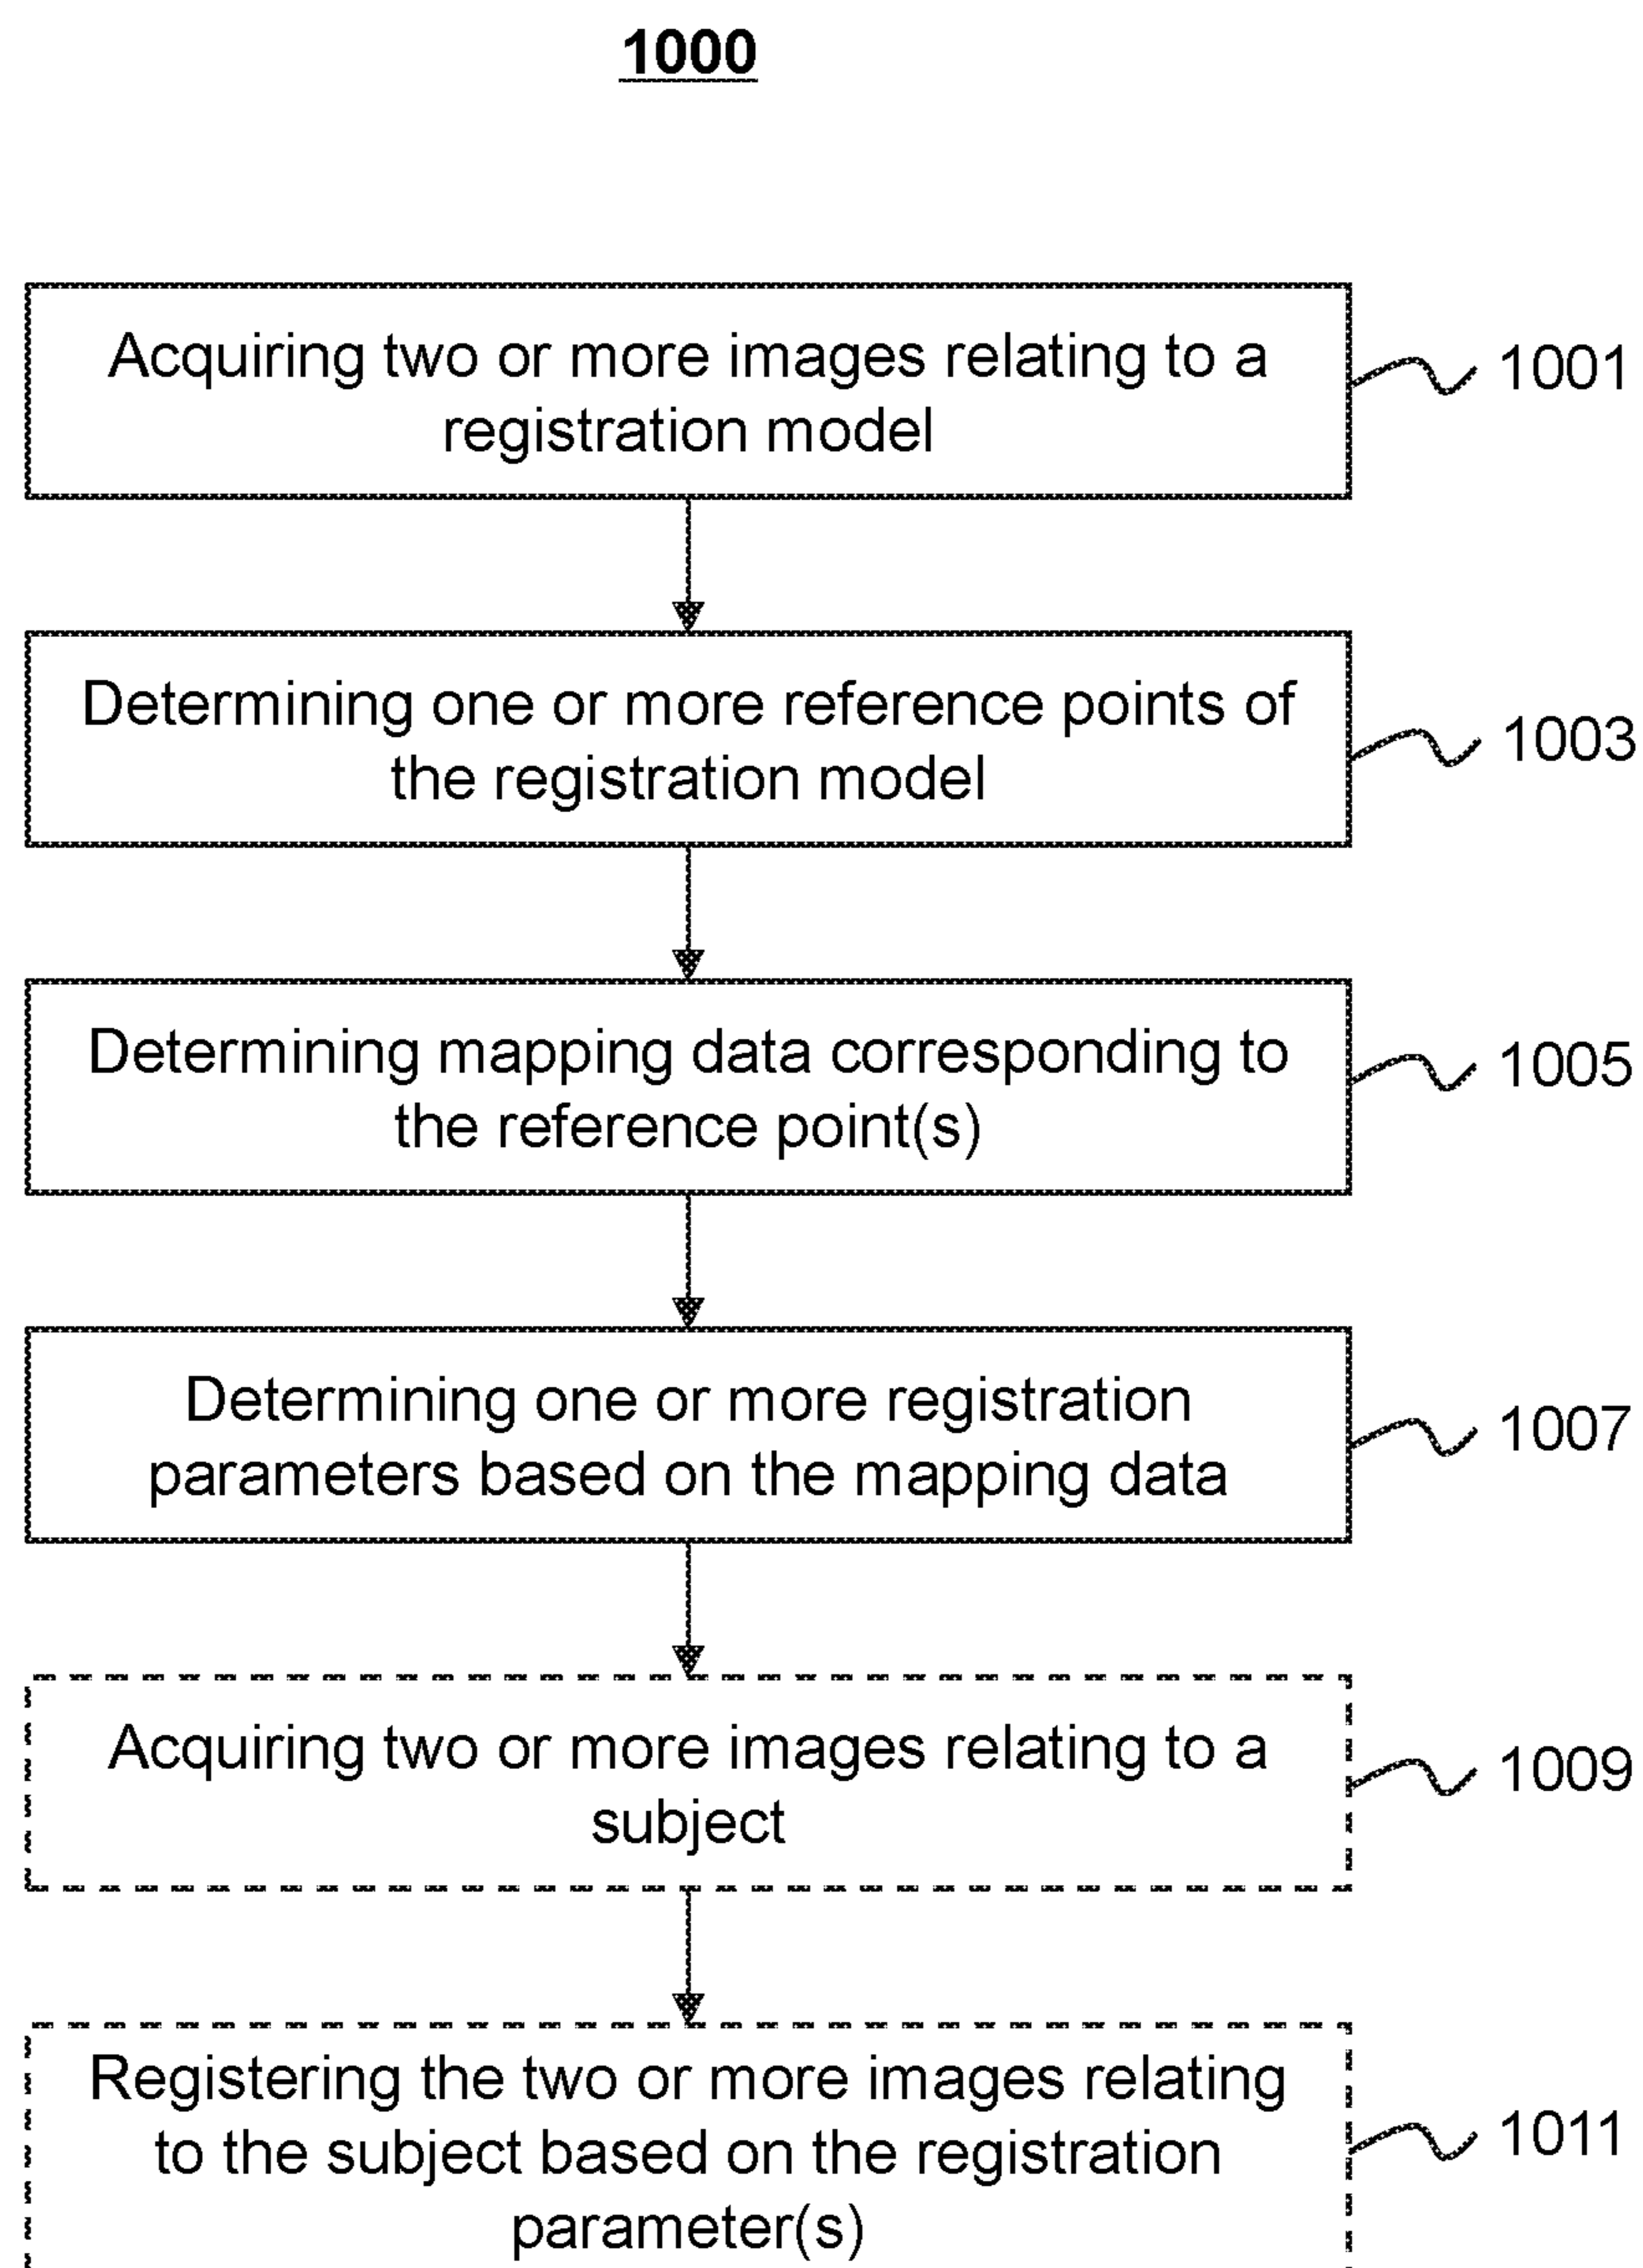 1000
Acquiring two or more images relating to a
registration model
1001
Determining one or more reference points of
the registration model
1003
Determining mapping data corresponding to
the reference point(s)
1005
Determining one or more registration
parameters based on the mapping data
1007
Acquiring two or more images relating to a
subject
1009
Registering the two or more images relating
to the subject based on the registration
parameter(s)
1011